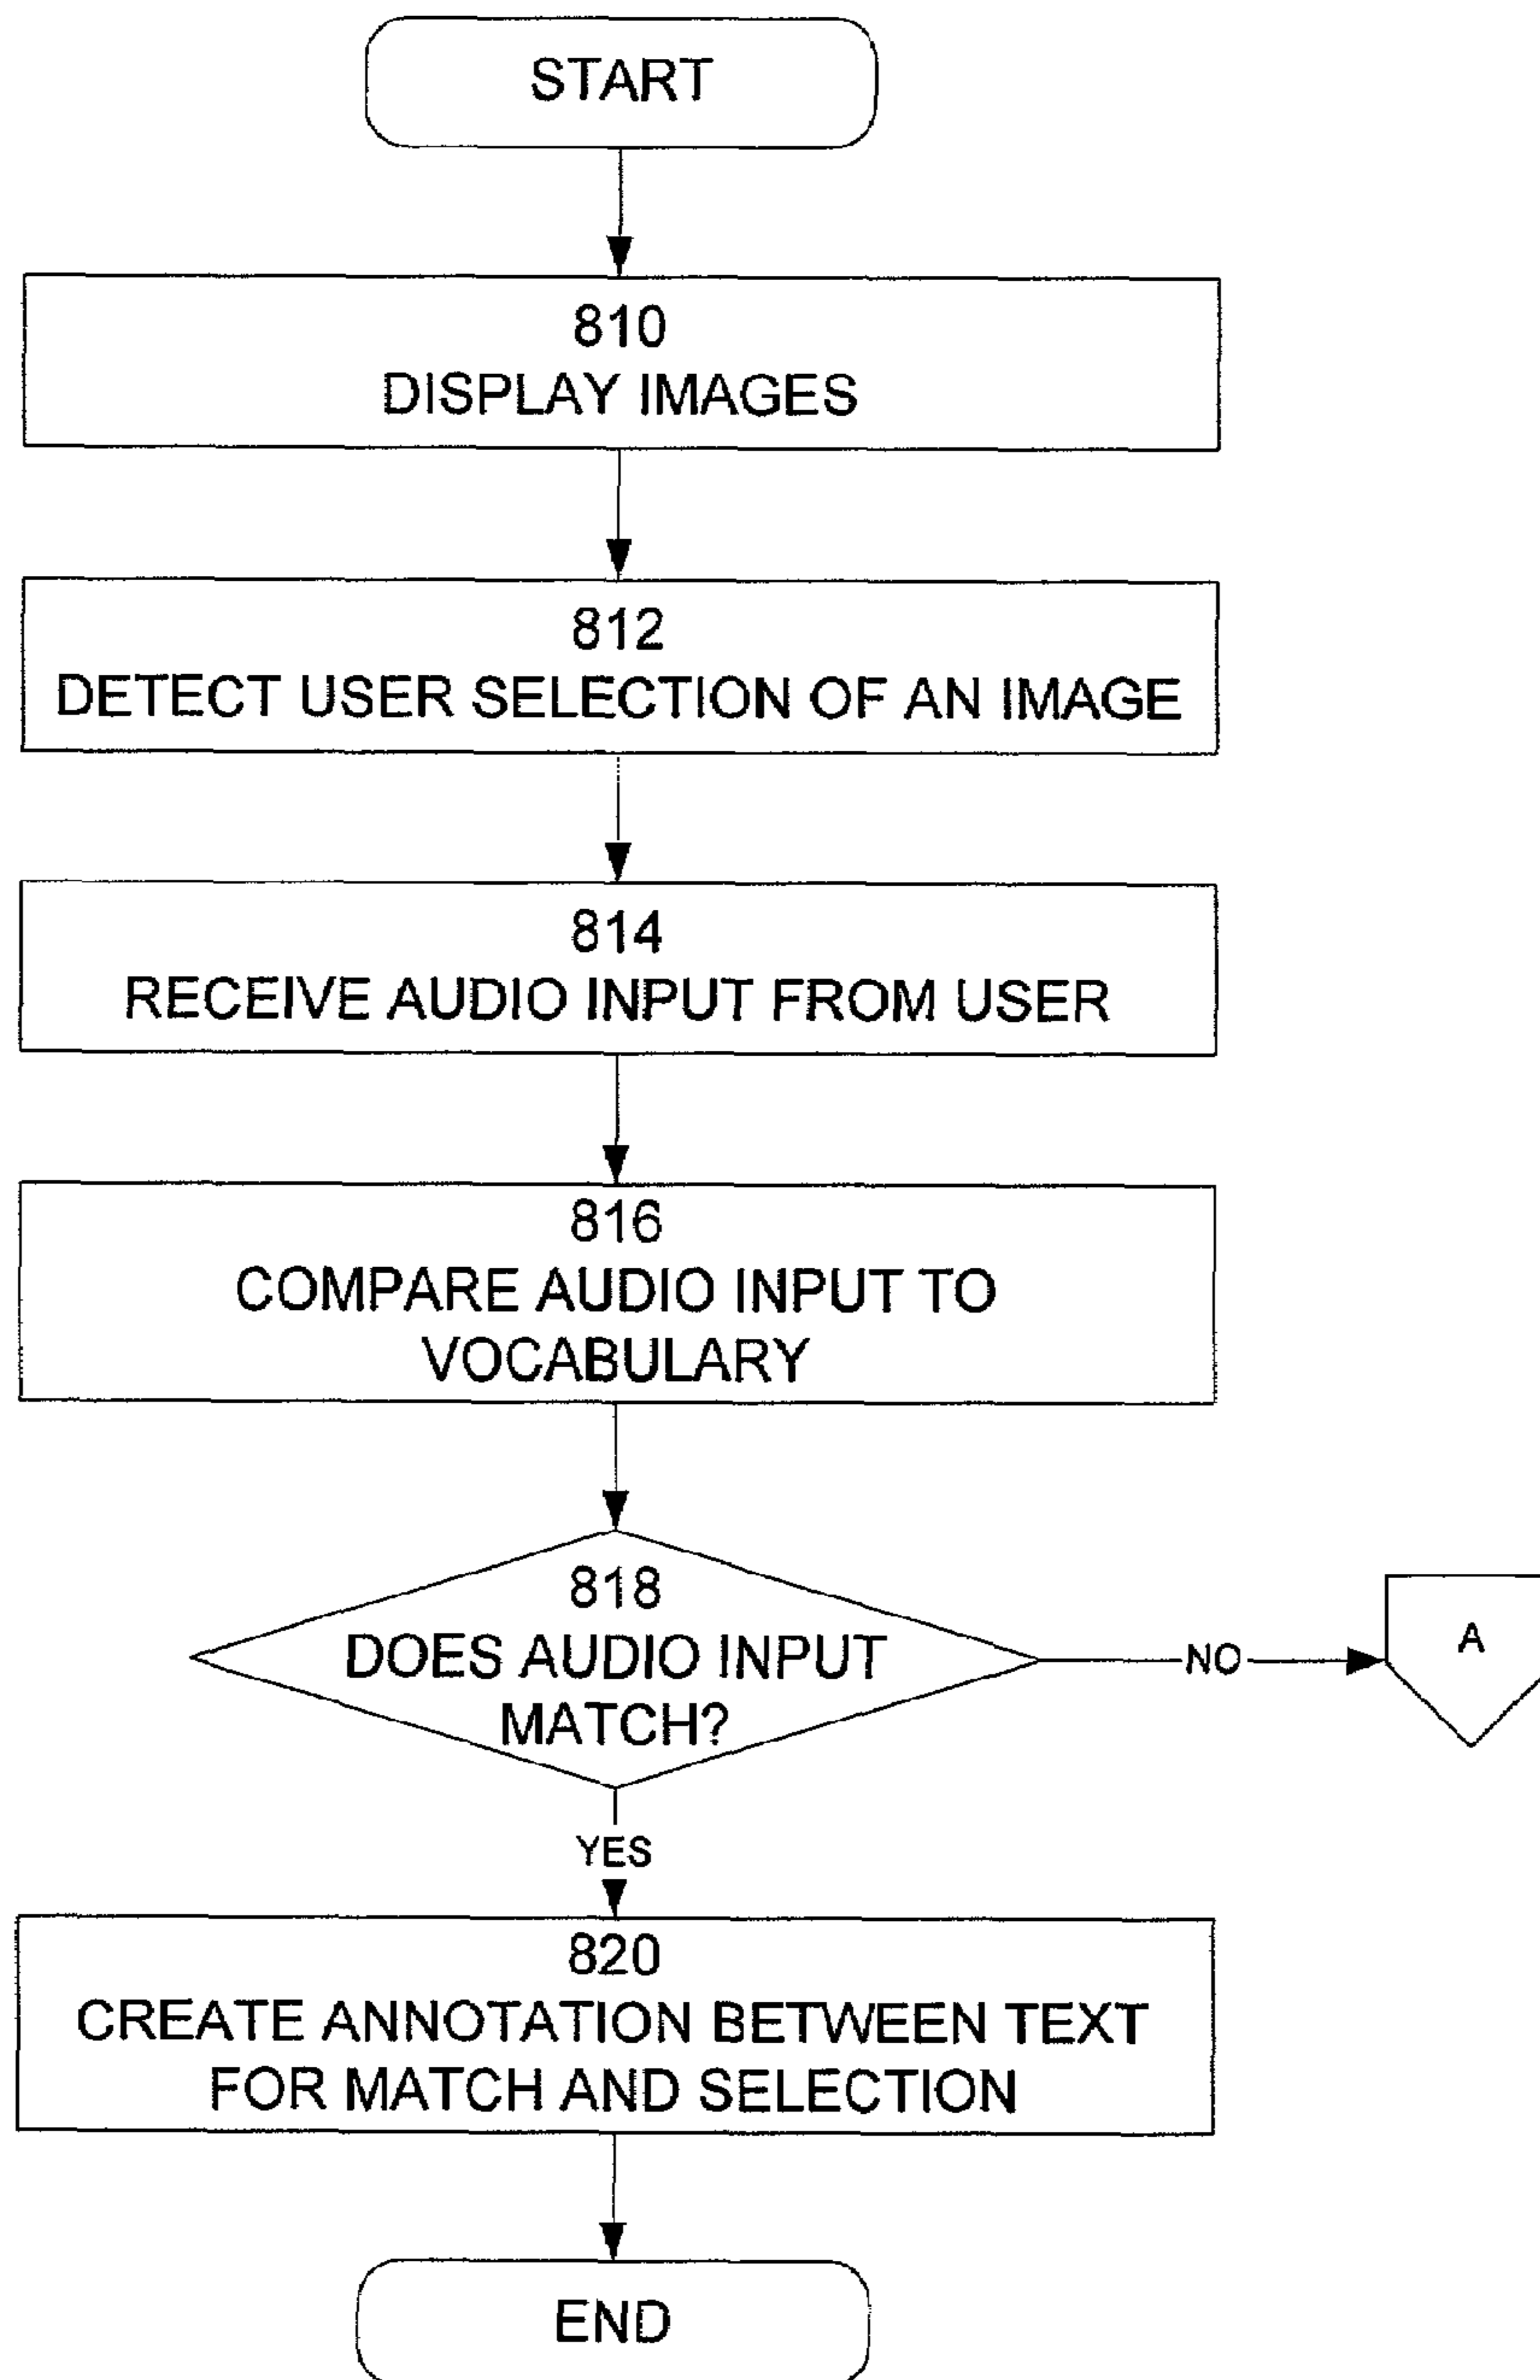 START
810
DISPLAY IMAGES
812
DETECT USER SELECTION OF AN IMAGE
814
RECEIVE AUDIO INPUT FROM USER
816
COMPARE AUDIO INPUT TO
VOCABULARY
818
DOES AUDIO INPUT
MATCH?
NO
A
YES
820
CREATE ANNOTATION BETWEEN TEXT
FOR MATCH AND SELECTION
END